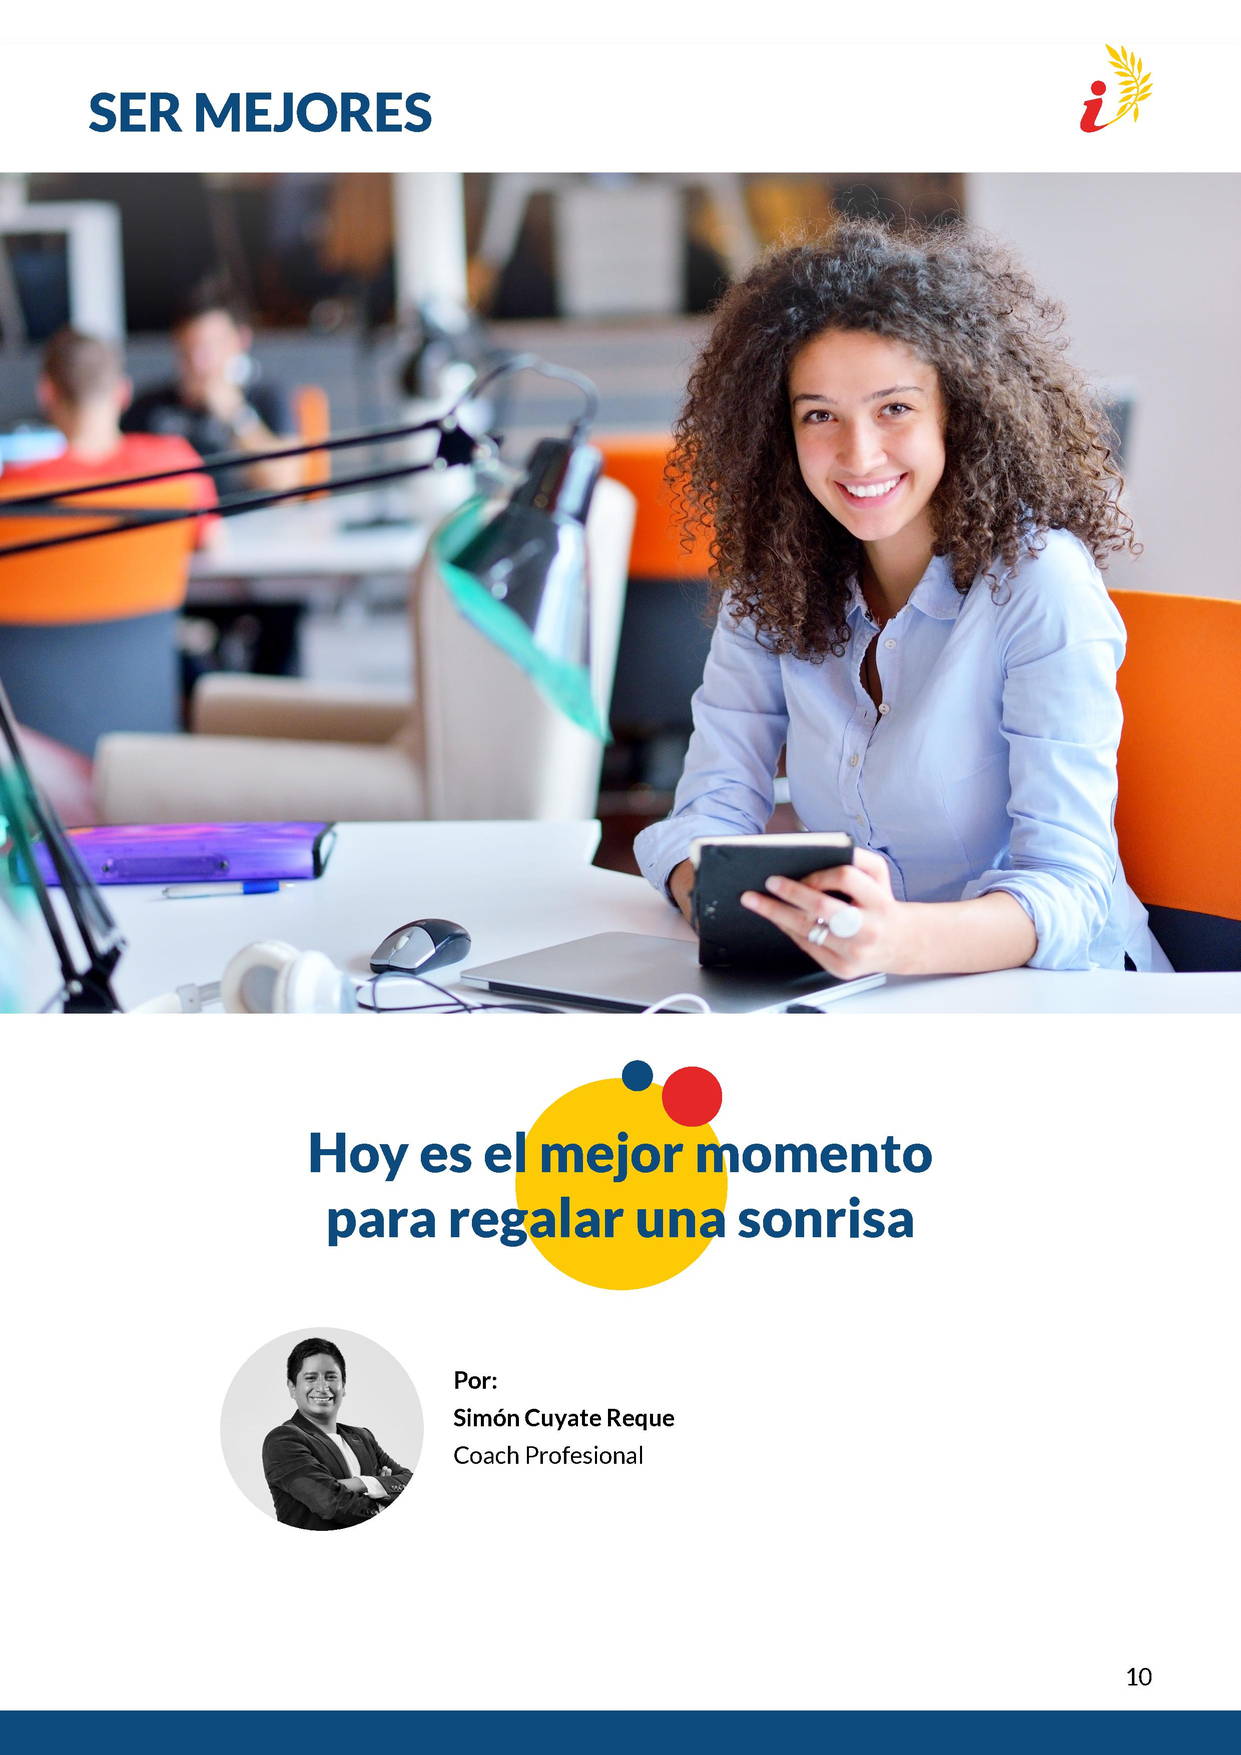 SER MEJORES
Hoy es el mejor momento
para regalar una sonrisa
Por:
Simón Cuyate Reque
Coach Profesional
10